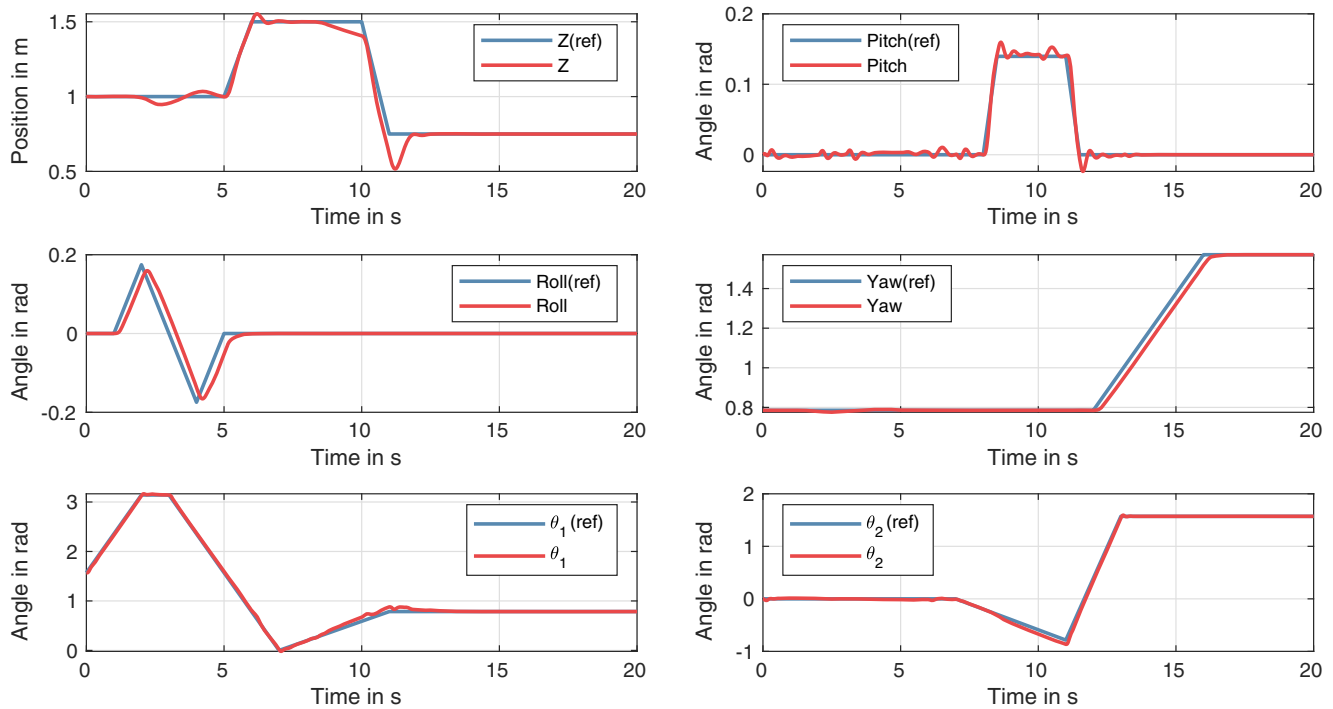 1.5
1
0.5
Position in m
Z(ref)
Z
0 5 10 15 20
Time in s
0.2
0.1
0
Angle in rad
Pitch(ref)
Pitch
0 5 10 15 20
Time in s
0.2
0
-0.2
Angle in rad
Roll(ref)
Roll
0 5 10 15 20
Time in s
1.4
1.2
1
0.8
Angle in rad
Yaw(ref)
Yaw
0 5 10 15 20
Time in s
3
2
1
0
Angle in rad
θ1(ref)
θ1
0 5 10 15 20
Time in s
2
1
0
-1
Angle in rad
θ2(ref)
θ2
0 5 10 15 20
Time in s